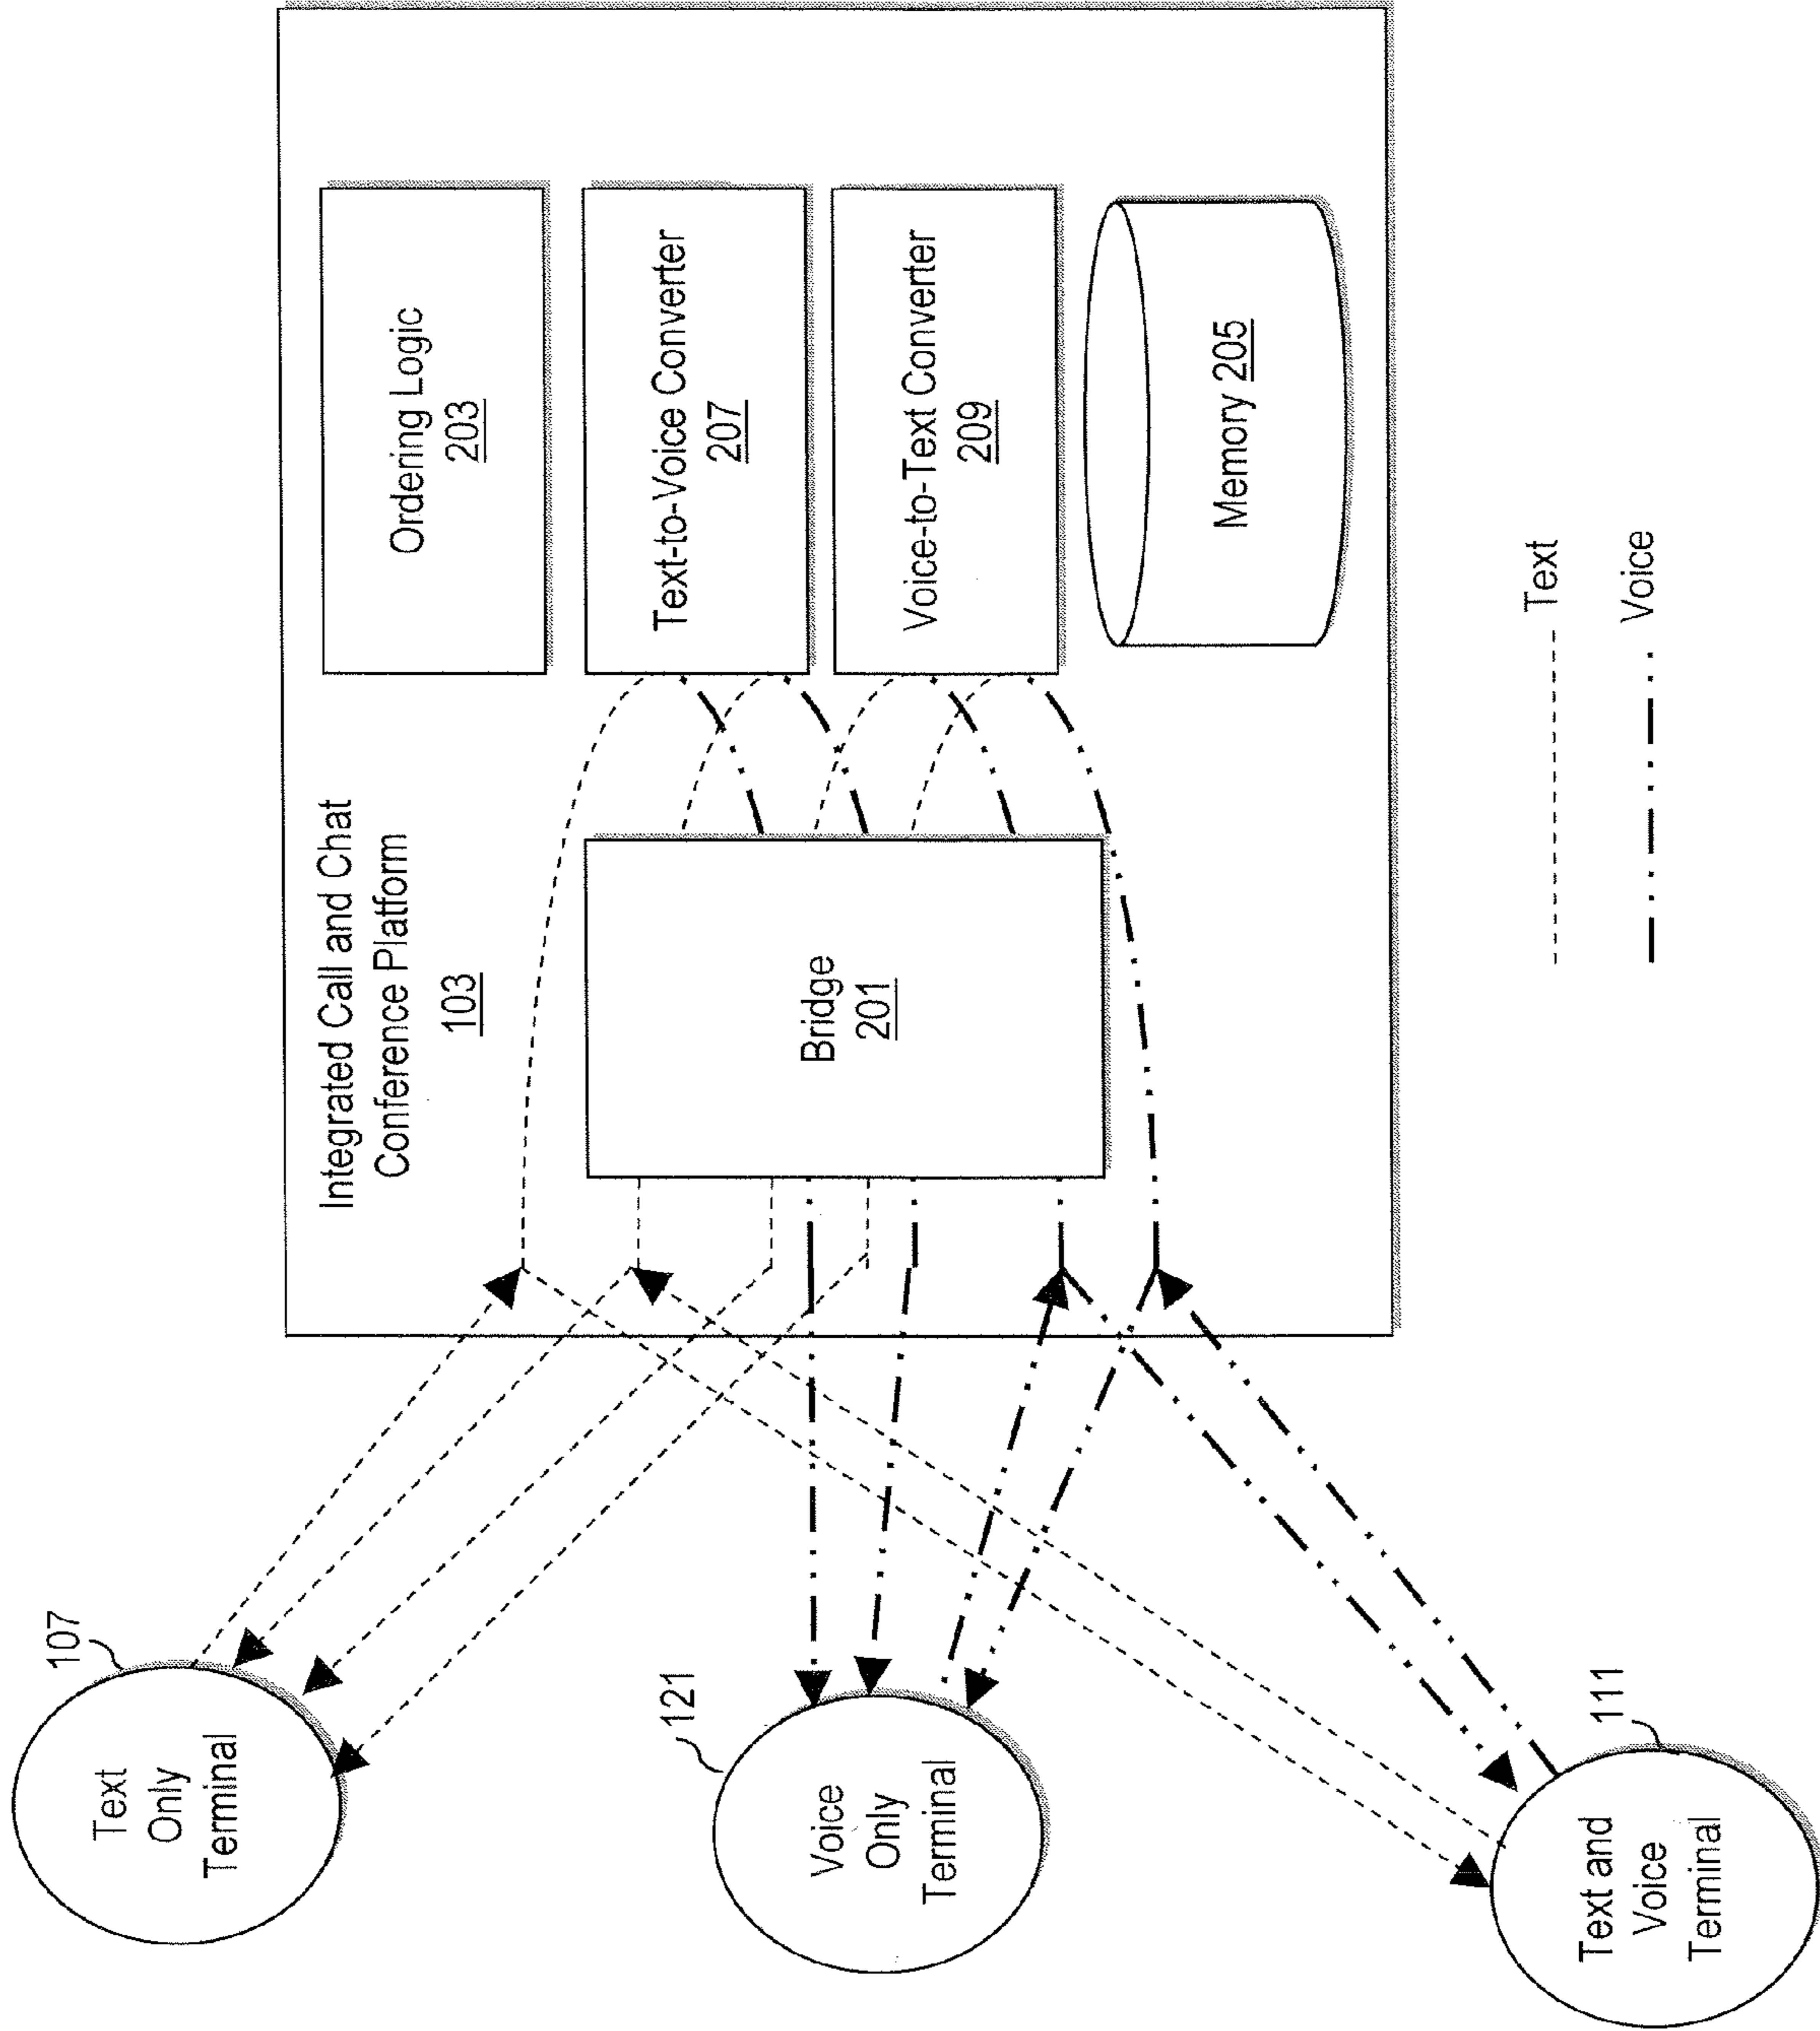 Integrated Call and Chat
Conference Platform
103
Ordering Logic
203
Text-to-Voice Converter
207
Voice-to-Text Converter
209
Memory 205
Bridge
201
107
Text
Only
Terminal
121
Voice
Only
Terminal
111
Text and
Voice
Terminal
Text
Voice